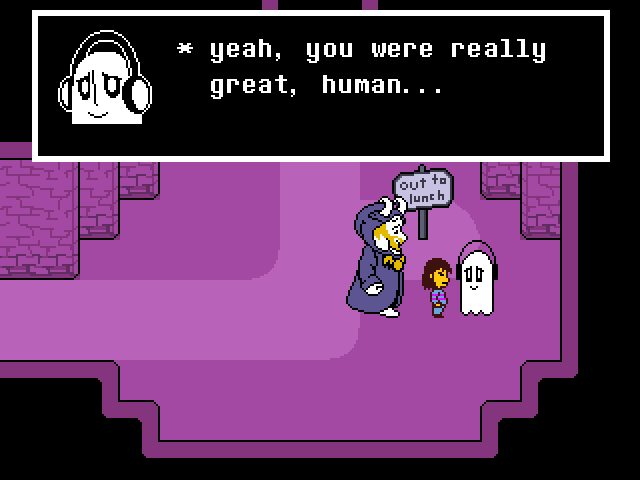 * yeah, you were really
great, human...
out to
lunch